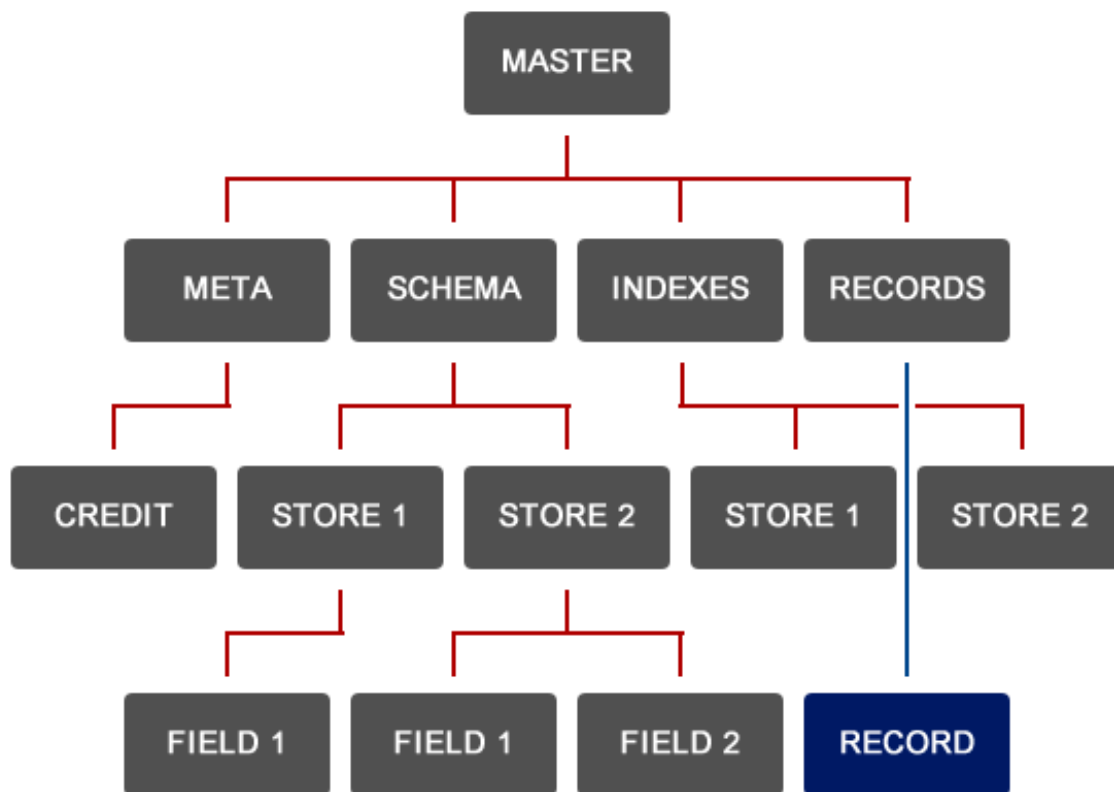 MASTER
META
SCHEMA
INDEXES
RECORDS
CREDIT
STORE 1
STORE 2
STORE 1
STORE 2
FIELD 1
FIELD 1
FIELD 2
RECORD